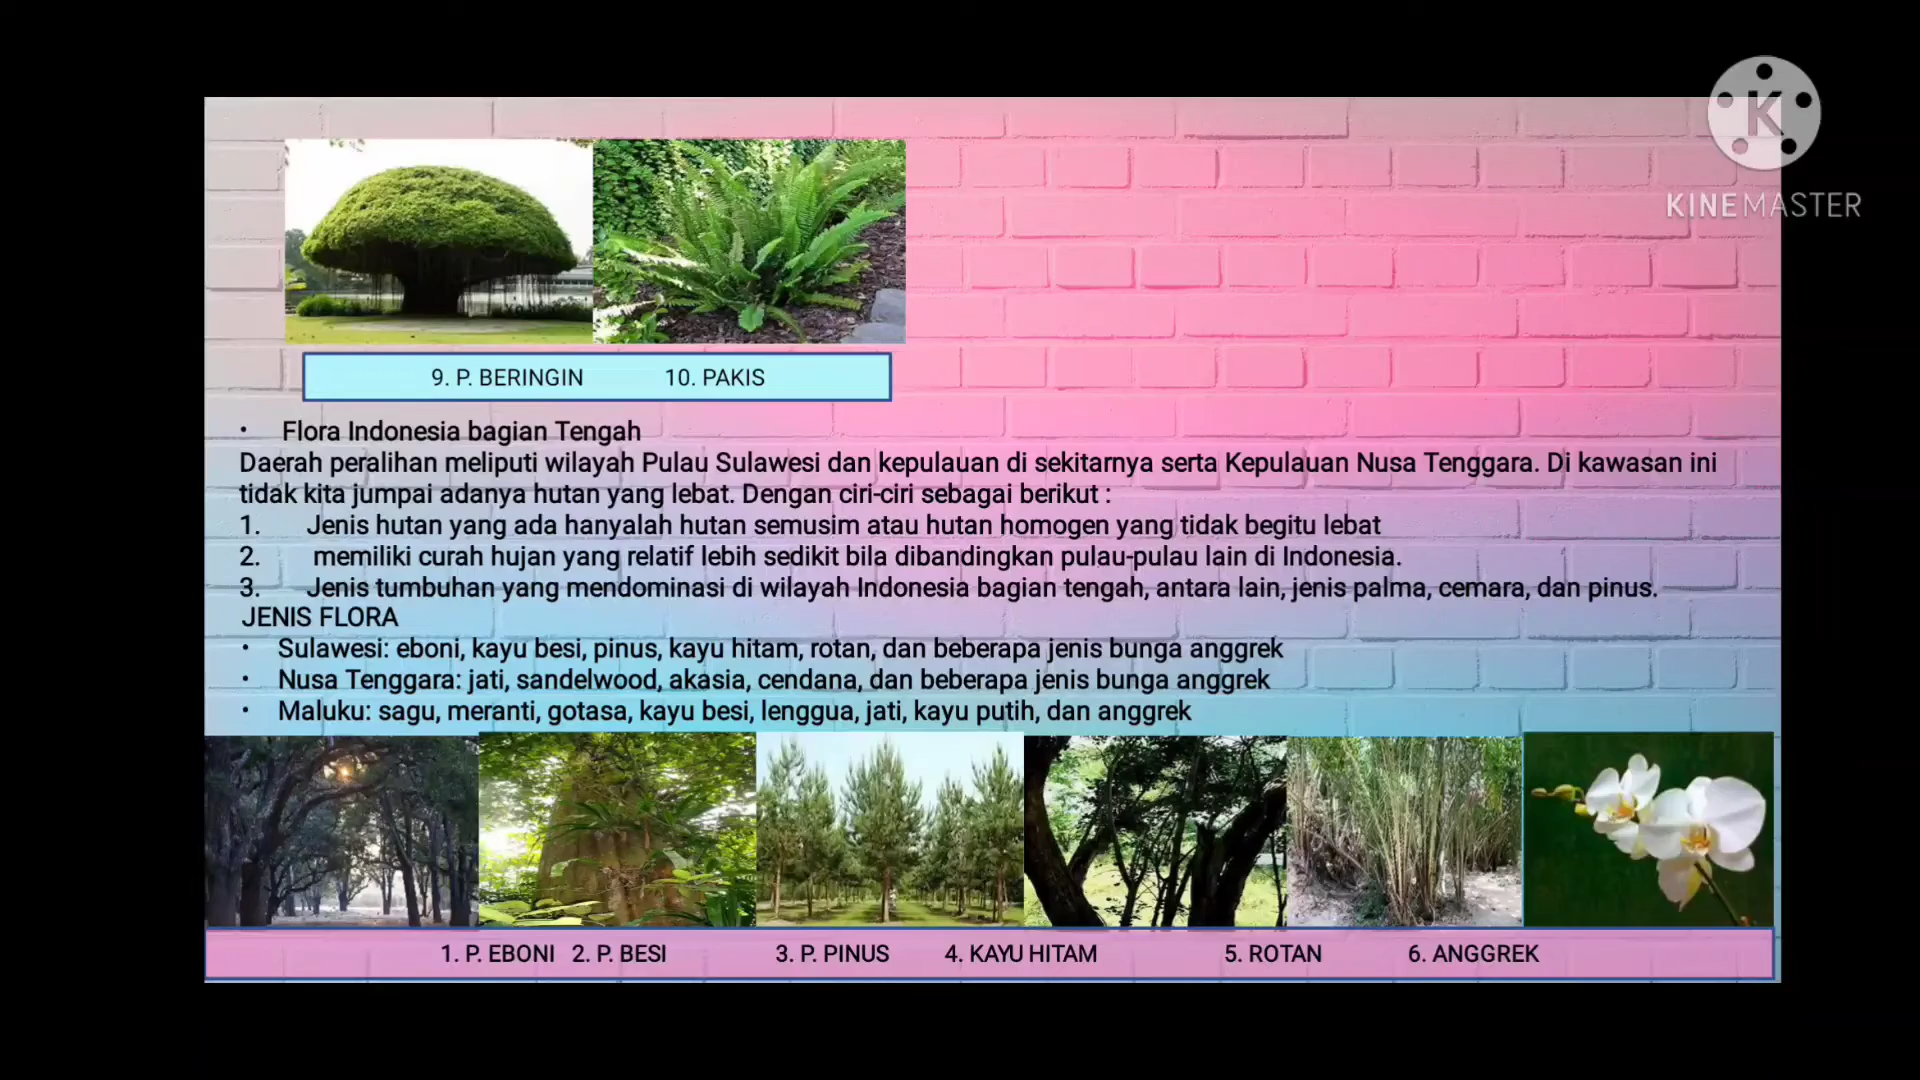 K
KINEMASTER
9. P. BERINGIN 10. PAKIS
• Flora Indonesia bagian Tengah
Daerah peralihan meliputi wilayah Pulau Sulawesi dan kepulauan di sekitarnya serta Kepulauan Nusa Tenggara. Di kawasan ini
tidak kita jumpai adanya hutan yang lebat. Dengan ciri-ciri sebagai berikut :
1. Jenis hutan yang ada hanyalah hutan semusim atau hutan homogen yang tidak begitu lebat
2. memiliki curah hujan yang relatif lebih sedikit bila dibandingkan pulau-pulau lain di Indonesia.
3. Jenis tumbuhan yang mendominasi di wilayah Indonesia bagian tengah, antara lain, jenis palma, cemara, dan pinus.
JENIS FLORA
• Sulawesi: eboni, kayu besi, pinus, kayu hitam, rotan, dan beberapa jenis bunga anggrek
• Nusa Tenggara: jati, sandelwood, akasia, cendana, dan beberapa jenis bunga anggrek
• Maluku: sagu, meranti, gotasa, kayu besi, lenggua, jati, kayu putih, dan anggrek
1. P. EBONI 2. P. BESI 3. P. PINUS 4. KAYU HITAM 5. ROTAN 6. ANGGREK